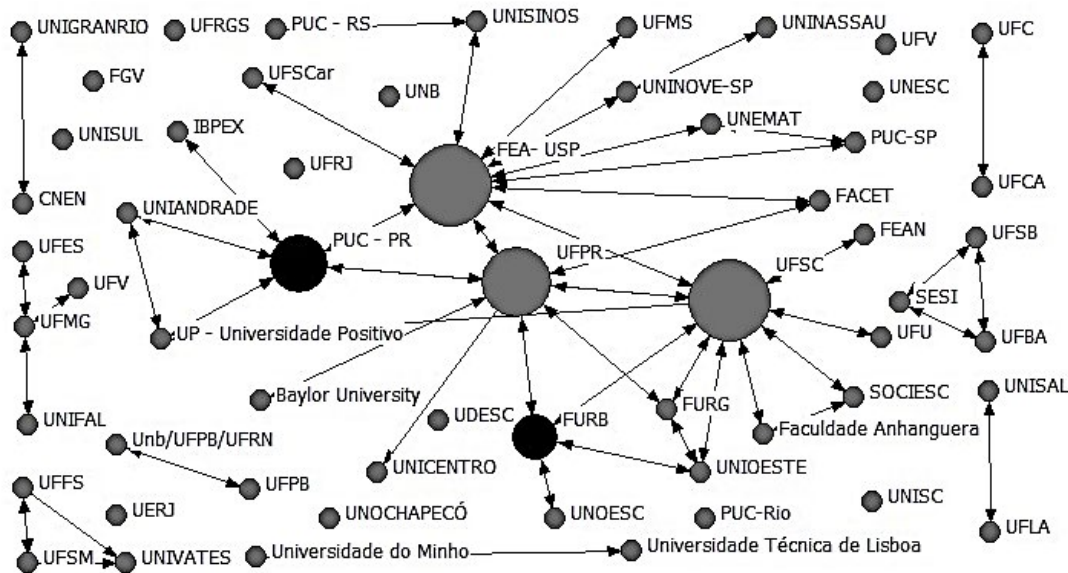 UNIGRANRIO
UFRGS
PUC - RS
UNISINOS
UFMS
UNINASSAU
UFV
UFC
FGV
UFSCar
UNB
UNINOVE-SP
UNESC
UNISUL
IBPEX
UFRJ
FEA- USP
UNEMAT
PUC-SP
CNEN
UNIANDRADE
PUC - PR
FACET
UFCA
UFES
UFV
UFPR
UFSC
FEAN
UFSB
UFMG
UP - Universidade Positivo
SESI
UFU
UFBA
UNIFAL
Baylor University
UDESC
FURB
FURG
SOCIESC
Faculdade Anhanguera
UNISAL
Unb/UFPB/UFRN
UFPB
UNICENTRO
UNIOESTE
UFFS
UERJ
UNOCHAPECÓ
UNOESC
PUC-Rio
UNISC
UFLA
UFSM
UNIVATES
Universidade do Minho
Universidade Técnica de Lisboa